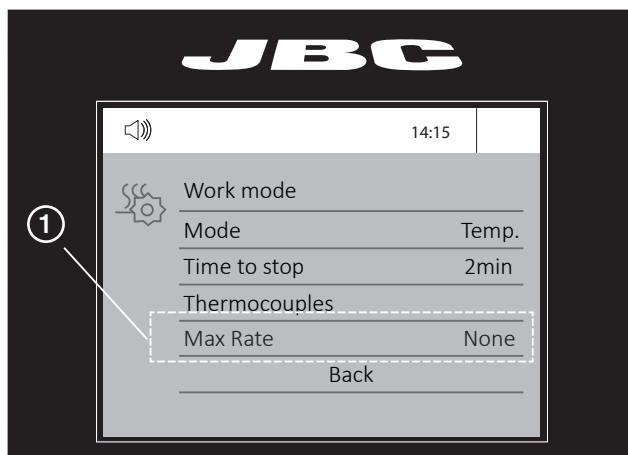 JBC
14:15
Work mode
Mode Temp.
Time to stop 2min
Thermocouples
1
Max Rate None
Back